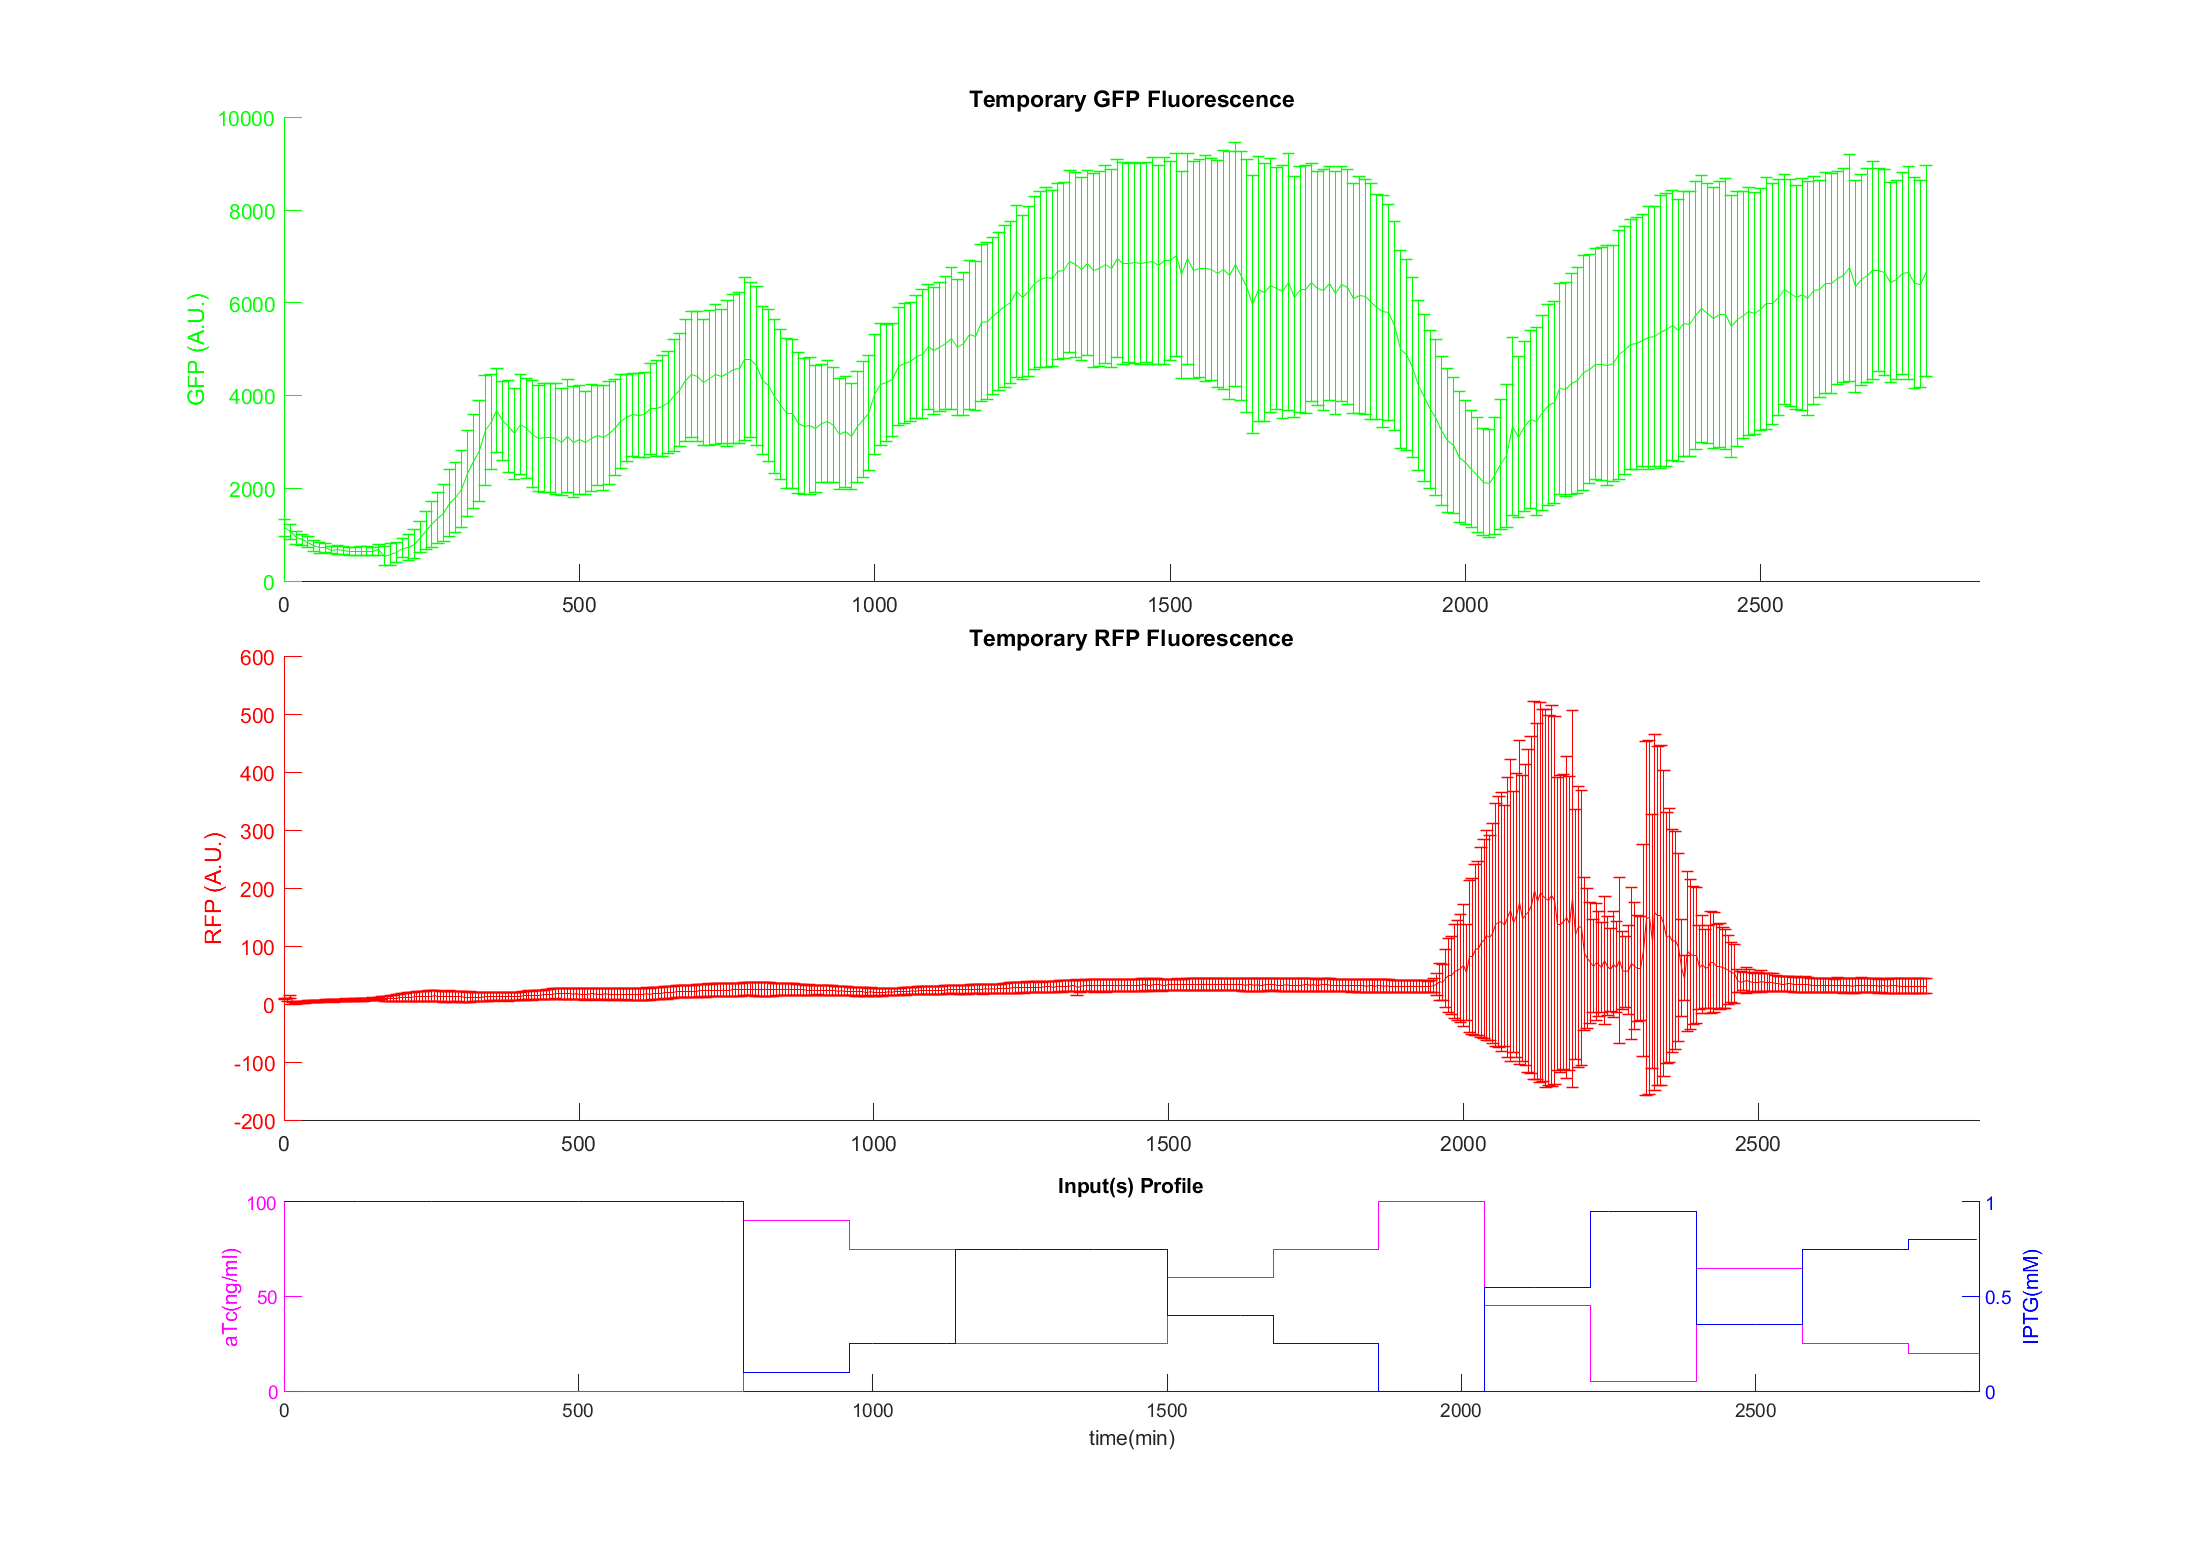 Temporary GFP Fluorescence
10000
8000
6000
4000
2000
0
GFP (A.U.)
0 500 1000 1500 2000 2500
Temporary RFP Fluorescence
600
500
400
300
200
100
0
-100
-200
RFP (A.U.)
0 500 1000 1500 2000 2500
Input(s) Profile
100
50
0
aTc(ng/ml)
1
0.5
0
IPTG(mM)
0 500 1000 1500 2000 2500
time(min)